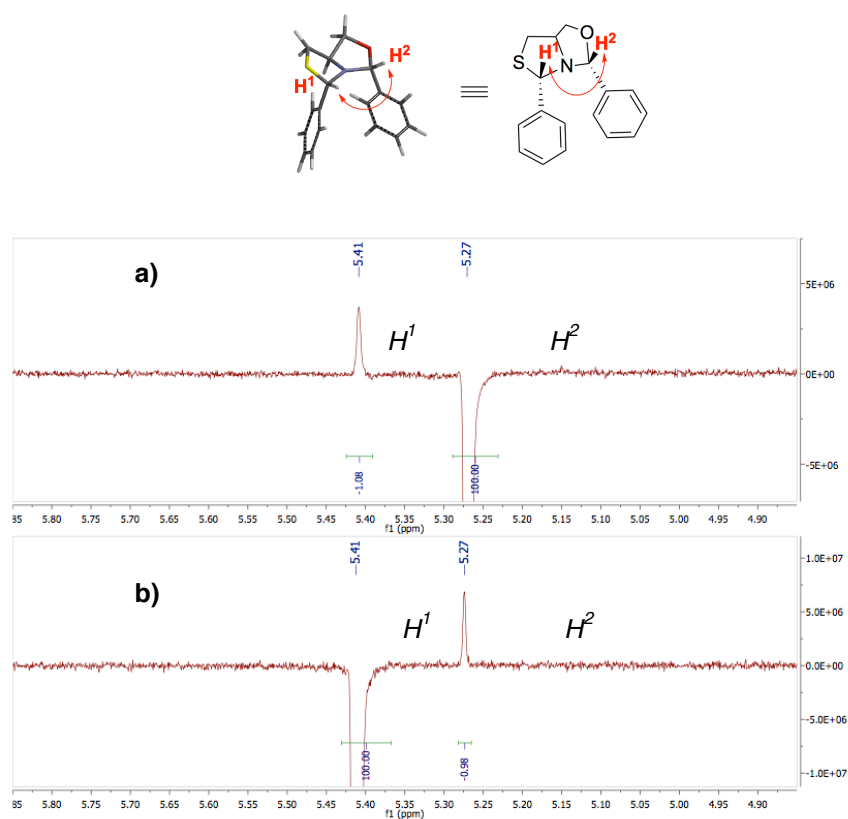 O
H¹ H²
H² S N
H¹
a)
5.41 5.27
5E+06
H¹ H²
0E+00
-5E+06
-1.08 100.00
85 5.80 5.75 5.70 5.65 5.60 5.55 5.50 5.45 5.40 5.35 5.30 5.25 5.20 5.15 5.10 5.05 5.00 4.95 4.90
f1 (ppm)
b)
5.41 5.27
1.0E+07
5.0E+06
H¹ H²
0.0E+00
-5.0E+06
100.00 -0.98
-1.0E+07
85 5.80 5.75 5.70 5.65 5.60 5.55 5.50 5.45 5.40 5.35 5.30 5.25 5.20 5.15 5.10 5.05 5.00 4.95 4.90
f1 (ppm)